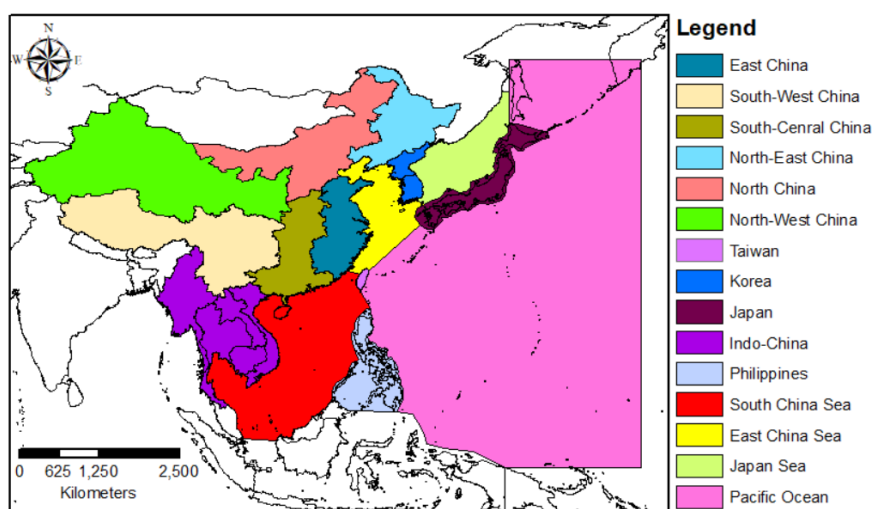 N
W E
S
Legend
East China
South-West China
South-Cenral China
North-East China
North China
North-West China
Taiwan
Korea
Japan
Indo-China
Philippines
South China Sea
East China Sea
Japan Sea
Pacific Ocean
0 625 1,250 2,500
Kilometers